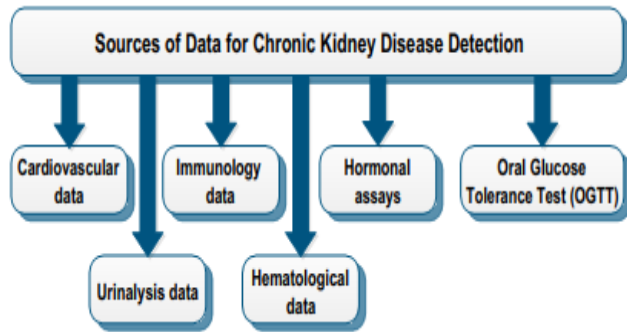 Sources of Data for Chronic Kidney Disease Detection
Cardiovascular
data
Immunology
data
Hormonal
assays
Oral Glucose
Tolerance Test (OGTT)
Urinalysis data
Hematological
data